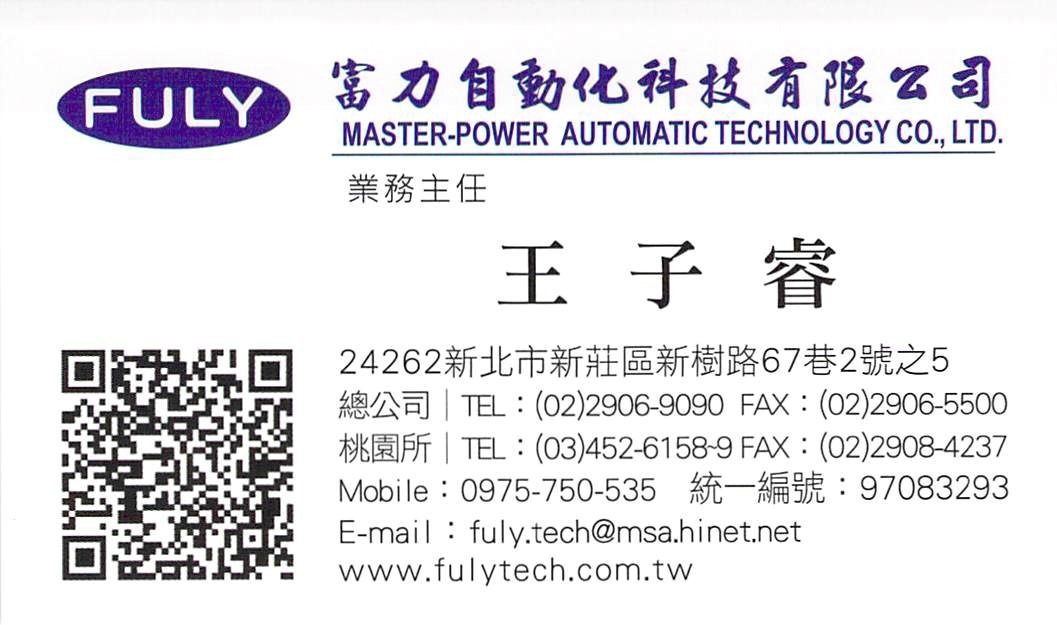 FULY
富力自動化科技有限公司
MASTER-POWER AUTOMATIC TECHNOLOGY CO., LTD.
業務主任
王子睿
24262新北市新莊區新樹路67巷2號之5
總公司｜TEL：(02)2906-9090 FAX：(02)2906-5500
桃園所｜TEL：(03)452-6158~9 FAX：(02)2908-4237
Mobile：0975-750-535 統一編號：97083293
E-mail：fuly.tech@msa.hinet.net
www.fulytech.com.tw